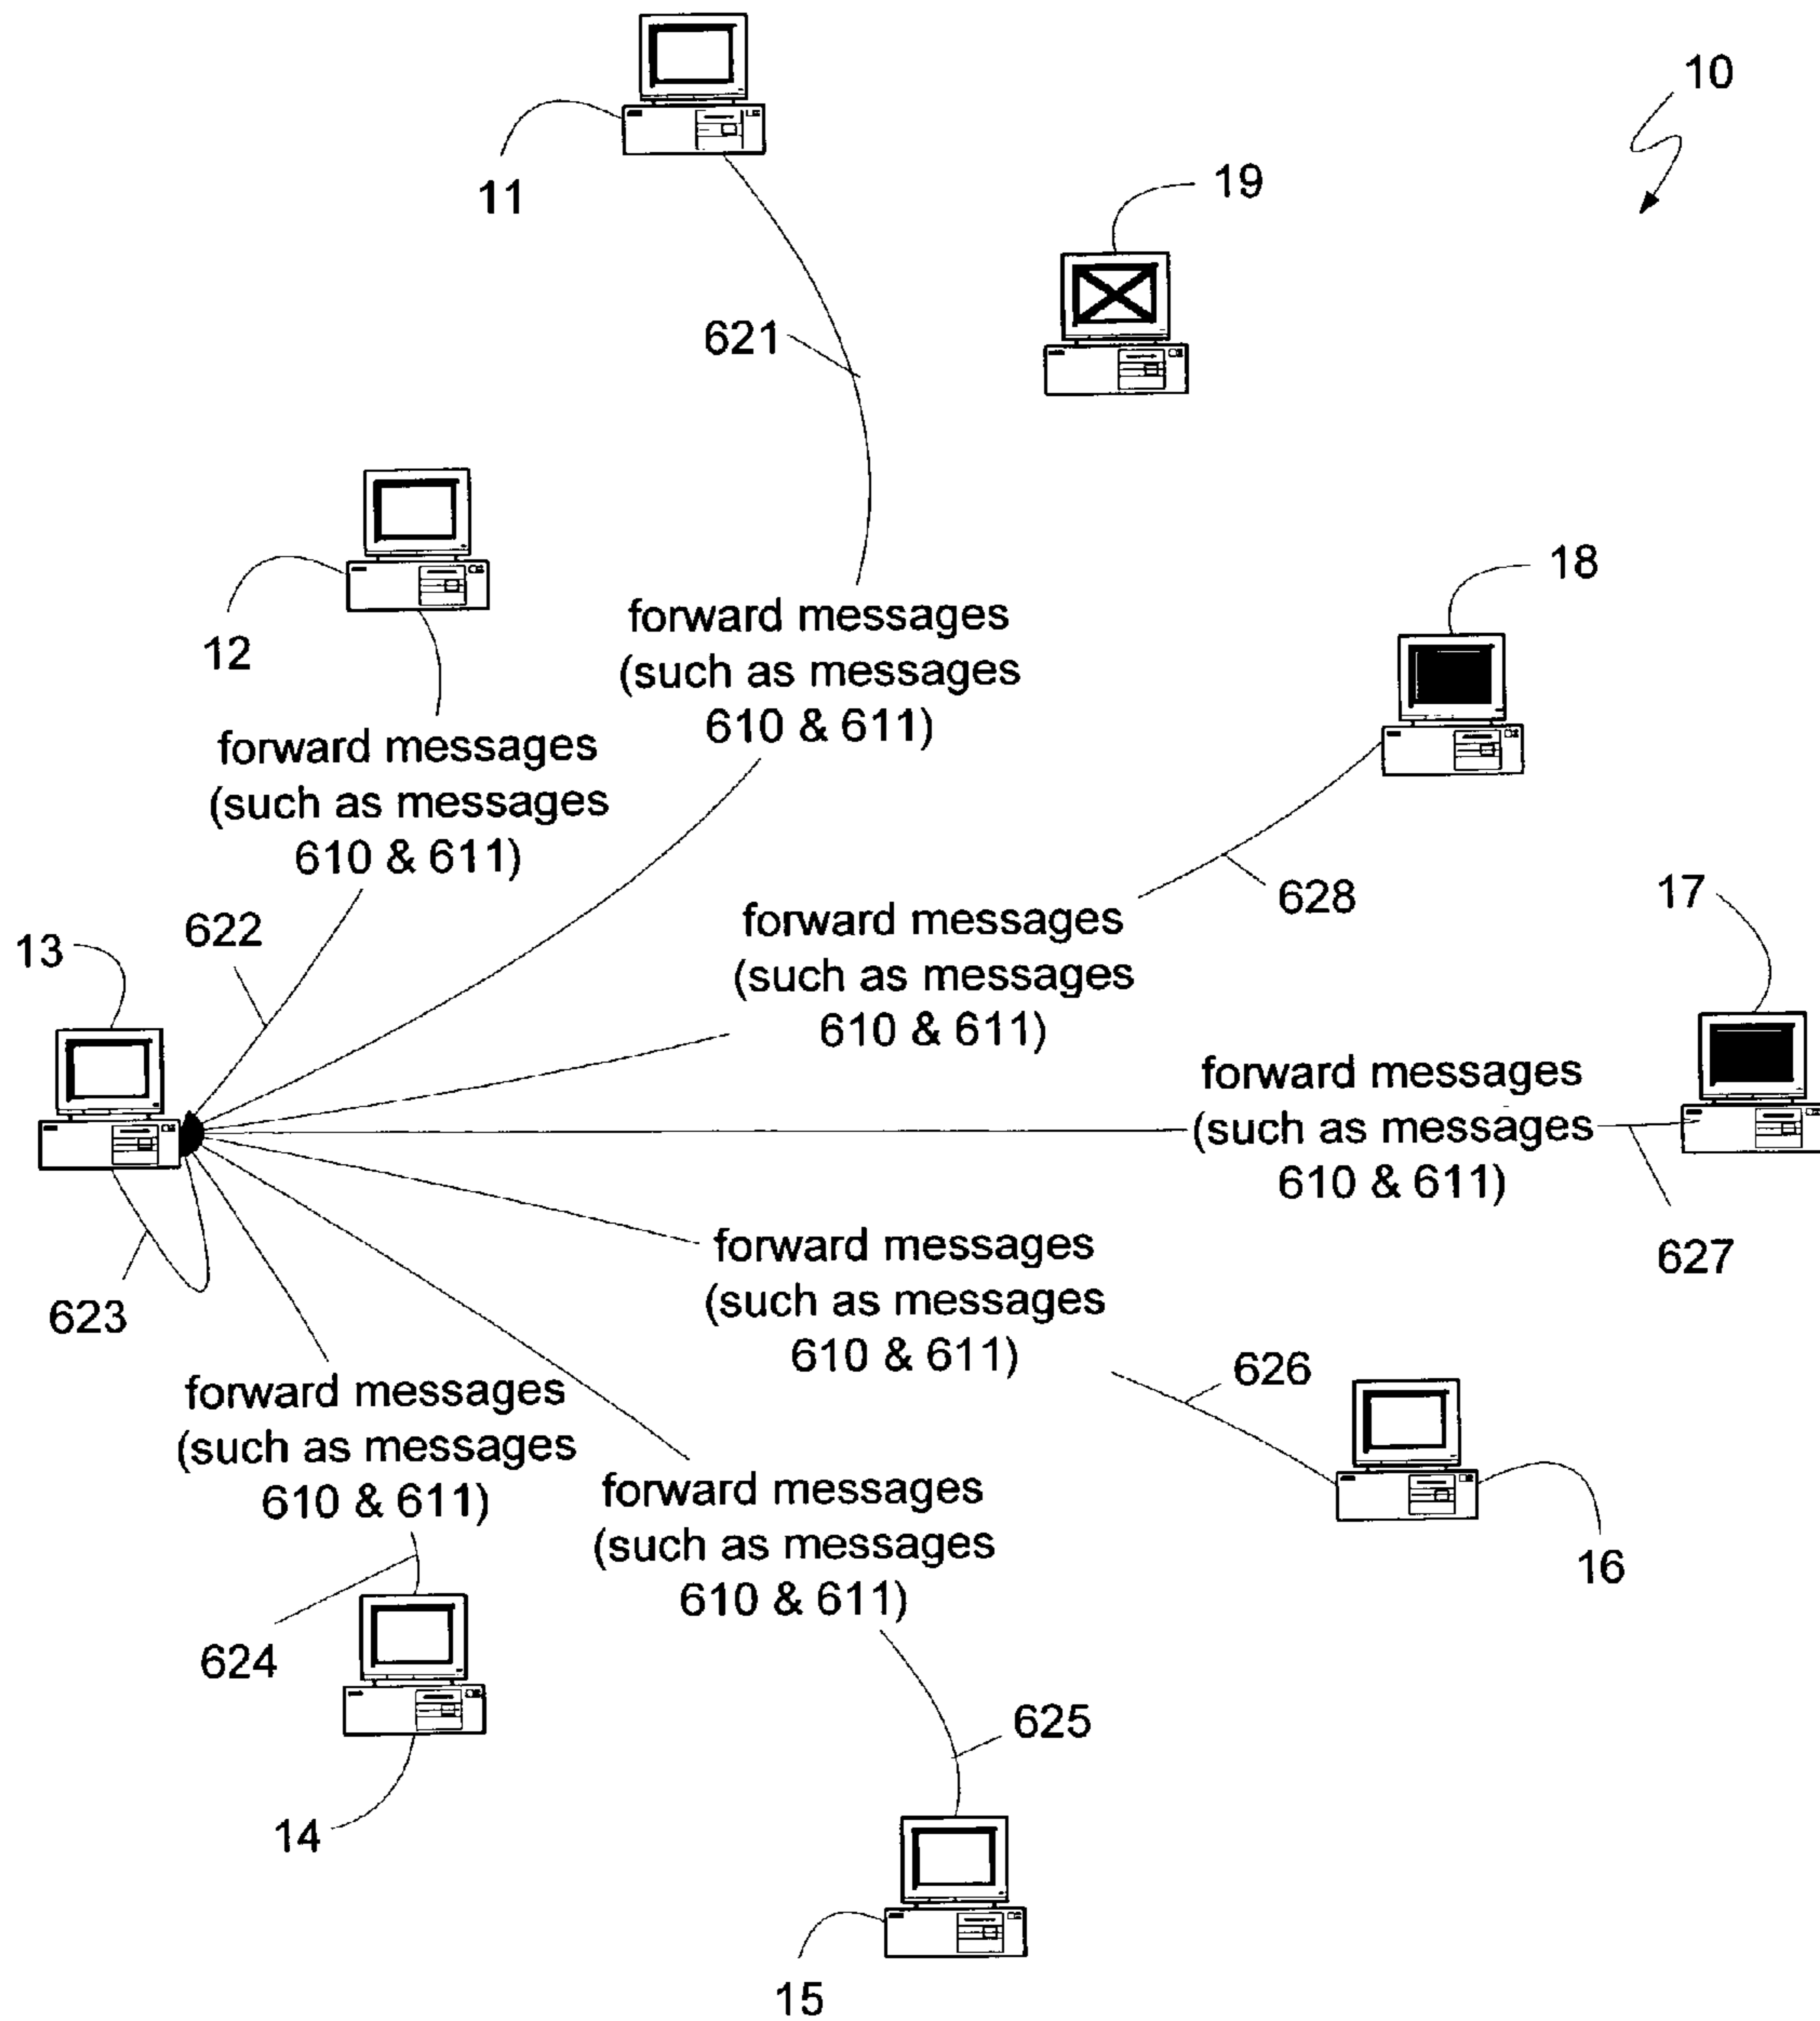 10
11
19
621
18
12
forward messages
(such as messages
610 & 611)
forward messages
(such as messages
610 & 611)
628
17
13
622
forward messages
(such as messages
610 & 611)
forward messages
(such as messages
610 & 611)
627
623
forward messages
(such as messages
610 & 611)
626
forward messages
(such as messages
610 & 611)
forward messages
(such as messages
610 & 611)
16
624
625
14
15